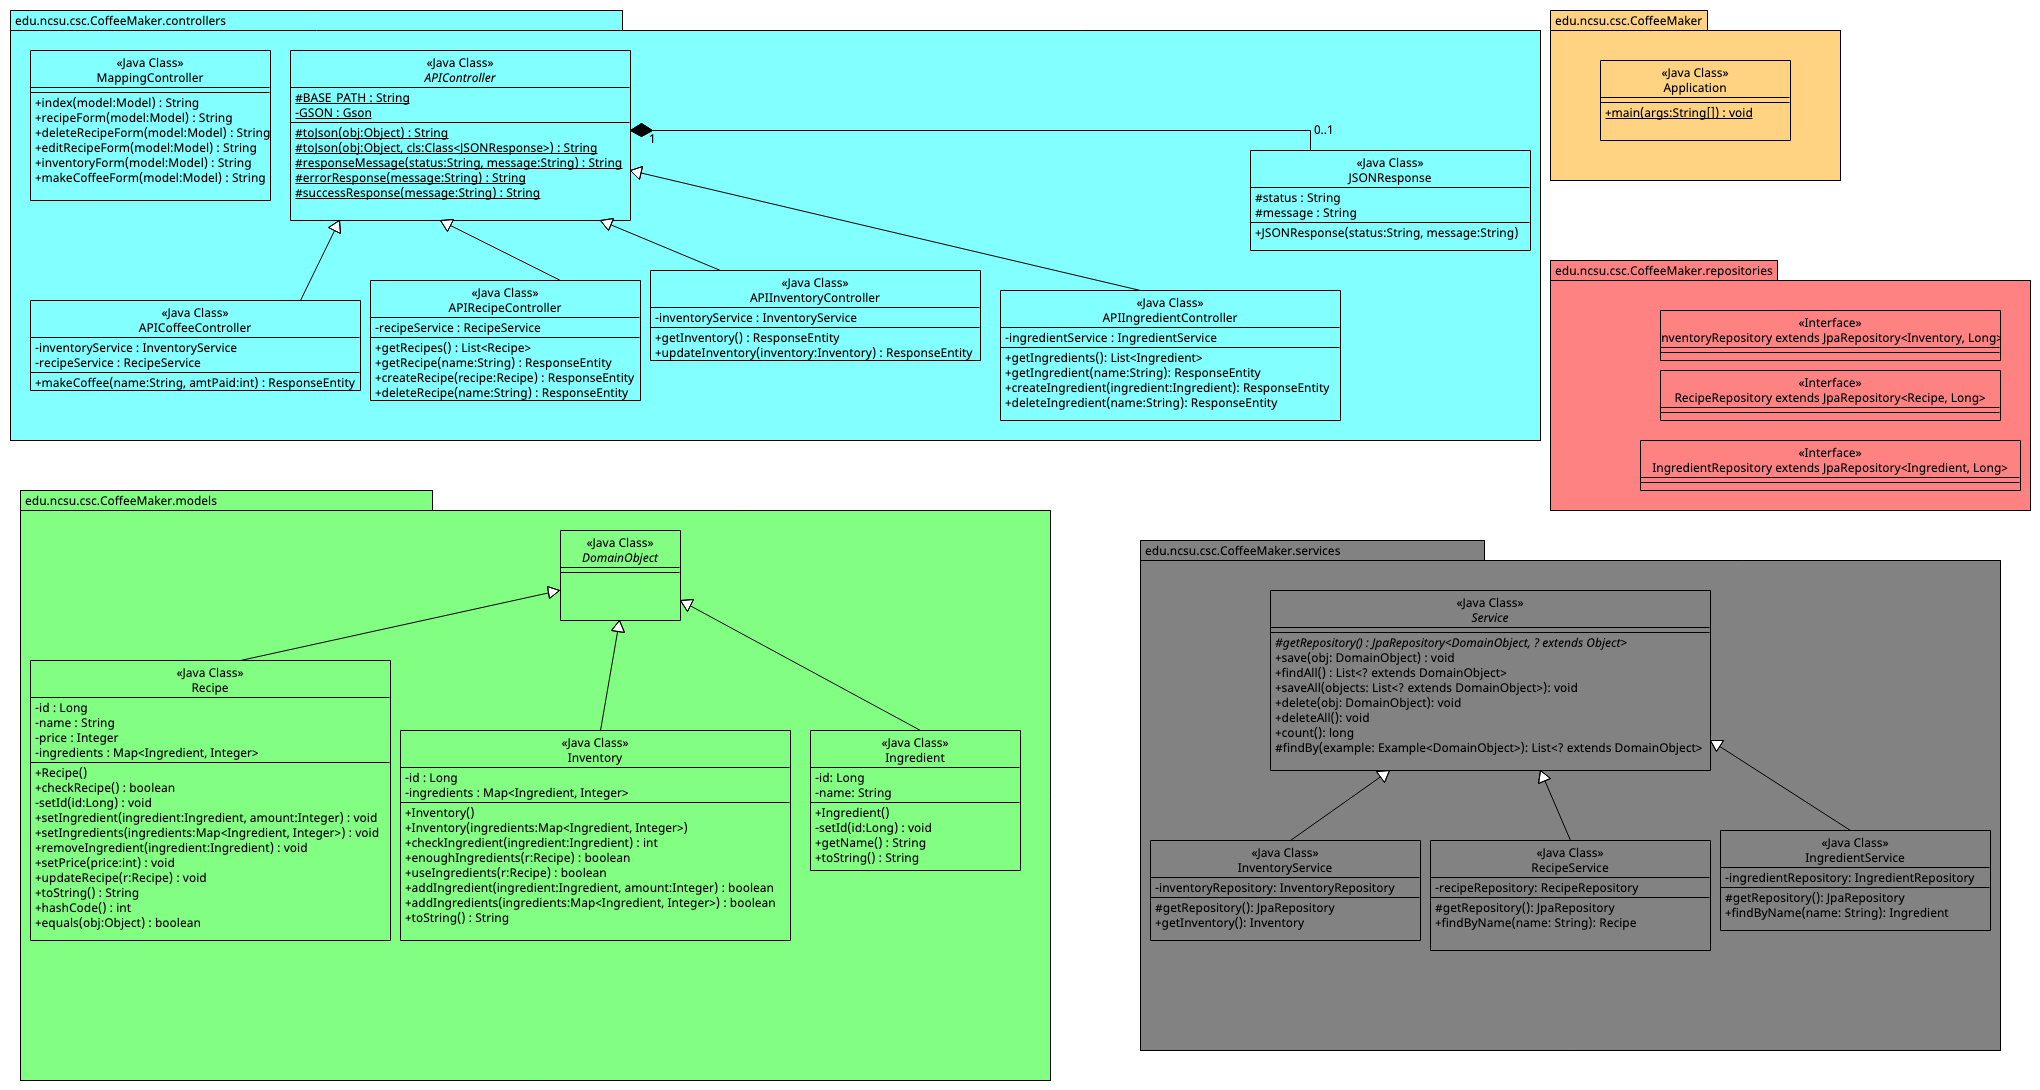 edu.ncsu.csc.CoffeeMaker.controllers
«Java Class»
MappingController
+index(model:Model) : String
+recipeForm(model:Model) : String
+deleteRecipeForm(model:Model) : String
+editRecipeForm(model:Model) : String
+inventoryForm(model:Model) : String
+makeCoffeeForm(model:Model) : String
«Java Class»
APIController
#BASE_PATH : String
-GSON : Gson
#toJson(obj:Object) : String
#toJson(obj:Object, cls:Class<JSONResponse>) : String
#responseMessage(status:String, message:String) : String
#errorResponse(message:String) : String
#successResponse(message:String) : String
1
0..1
«Java Class»
JSONResponse
#status : String
#message : String
+JSONResponse(status:String, message:String)
«Java Class»
APICoffeeController
-inventoryService : InventoryService
-recipeService : RecipeService
+makeCoffee(name:String, amtPaid:int) : ResponseEntity
«Java Class»
APIRecipeController
-recipeService : RecipeService
+getRecipes() : List<Recipe>
+getRecipe(name:String) : ResponseEntity
+createRecipe(recipe:Recipe) : ResponseEntity
+deleteRecipe(name:String) : ResponseEntity
«Java Class»
APIInventoryController
-inventoryService : InventoryService
+getInventory() : ResponseEntity
+updateInventory(inventory:Inventory) : ResponseEntity
«Java Class»
APIIngredientController
-ingredientService : IngredientService
+getIngredients(): List<Ingredient>
+getIngredient(name:String): ResponseEntity
+createIngredient(ingredient:Ingredient): ResponseEntity
+deleteIngredient(name:String): ResponseEntity
edu.ncsu.csc.CoffeeMaker
«Java Class»
Application
+main(args:String[]) : void
edu.ncsu.csc.CoffeeMaker.repositories
«Interface»
nventoryRepository extends JpaRepository<Inventory, Long>
«Interface»
RecipeRepository extends JpaRepository<Recipe, Long>
«Interface»
IngredientRepository extends JpaRepository<Ingredient, Long>
edu.ncsu.csc.CoffeeMaker.models
«Java Class»
DomainObject
«Java Class»
Recipe
-id : Long
-name : String
-price : Integer
-ingredients : Map<Ingredient, Integer>
+Recipe()
+checkRecipe() : boolean
-setId(id:Long) : void
+setIngredient(ingredient:Ingredient, amount:Integer) : void
+setIngredients(ingredients:Map<Ingredient, Integer>) : void
+removeIngredient(ingredient:Ingredient) : void
+setPrice(price:int) : void
+updateRecipe(r:Recipe) : void
+toString() : String
+hashCode() : int
+equals(obj:Object) : boolean
«Java Class»
Inventory
-id : Long
-ingredients : Map<Ingredient, Integer>
+Inventory()
+Inventory(ingredients:Map<Ingredient, Integer>)
+checkIngredient(ingredient:Ingredient) : int
+enoughIngredients(r:Recipe) : boolean
+useIngredients(r:Recipe) : boolean
+addIngredient(ingredient:Ingredient, amount:Integer) : boolean
+addIngredients(ingredients:Map<Ingredient, Integer>) : boolean
+toString() : String
«Java Class»
Ingredient
-id: Long
-name: String
+Ingredient()
-setId(id:Long) : void
+getName() : String
+toString() : String
edu.ncsu.csc.CoffeeMaker.services
«Java Class»
Service
#getRepository() : JpaRepository<DomainObject, ? extends Object>
+save(obj: DomainObject) : void
+findAll() : List<? extends DomainObject>
+saveAll(objects: List<? extends DomainObject>): void
+delete(obj: DomainObject): void
+deleteAll(): void
+count(): long
#findBy(example: Example<DomainObject>): List<? extends DomainObject>
«Java Class»
InventoryService
-inventoryRepository: InventoryRepository
#getRepository(): JpaRepository
+getInventory(): Inventory
«Java Class»
RecipeService
-recipeRepository: RecipeRepository
#getRepository(): JpaRepository
+findByName(name: String): Recipe
«Java Class»
IngredientService
-ingredientRepository: IngredientRepository
#getRepository(): JpaRepository
+findByName(name: String): Ingredient